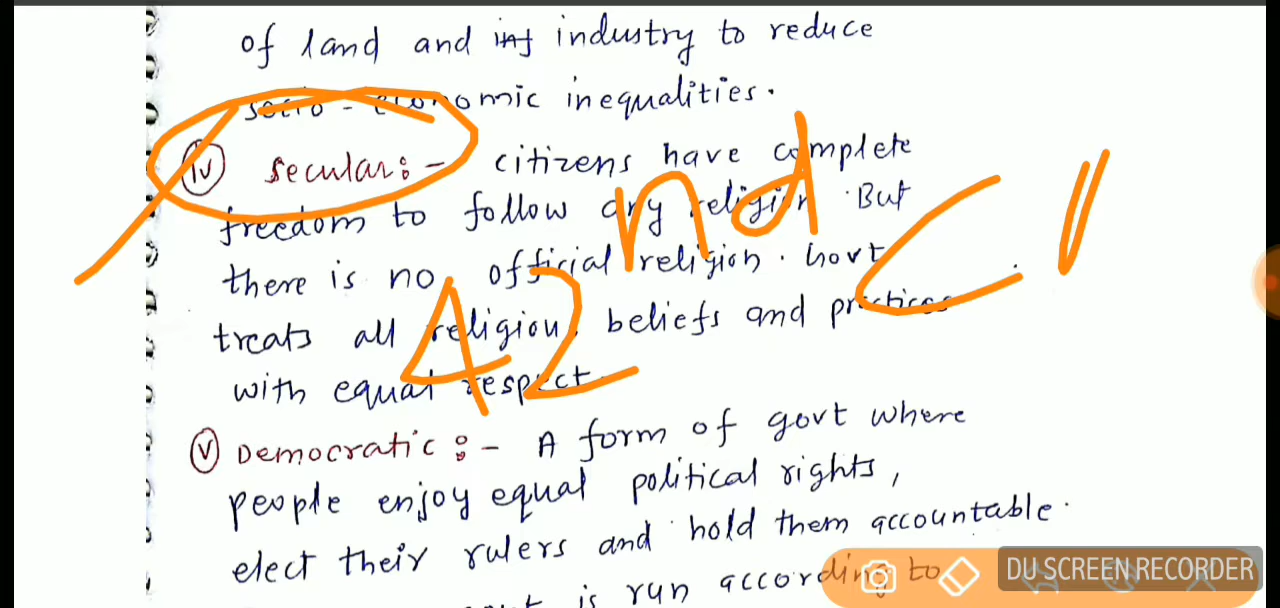 of land and inf industry to reduce
socio - economic inequalities.
(iv) secular :- citizens have complete
freedom to follow any religion. But
there is no official religion. Govt
treats all religious beliefs and practices
with equal respect.
42nd
(v) Democratic :- A form of govt where
people enjoy equal political rights,
elect their rulers and hold them accountable.
is run according to
DU SCREEN RECORDER